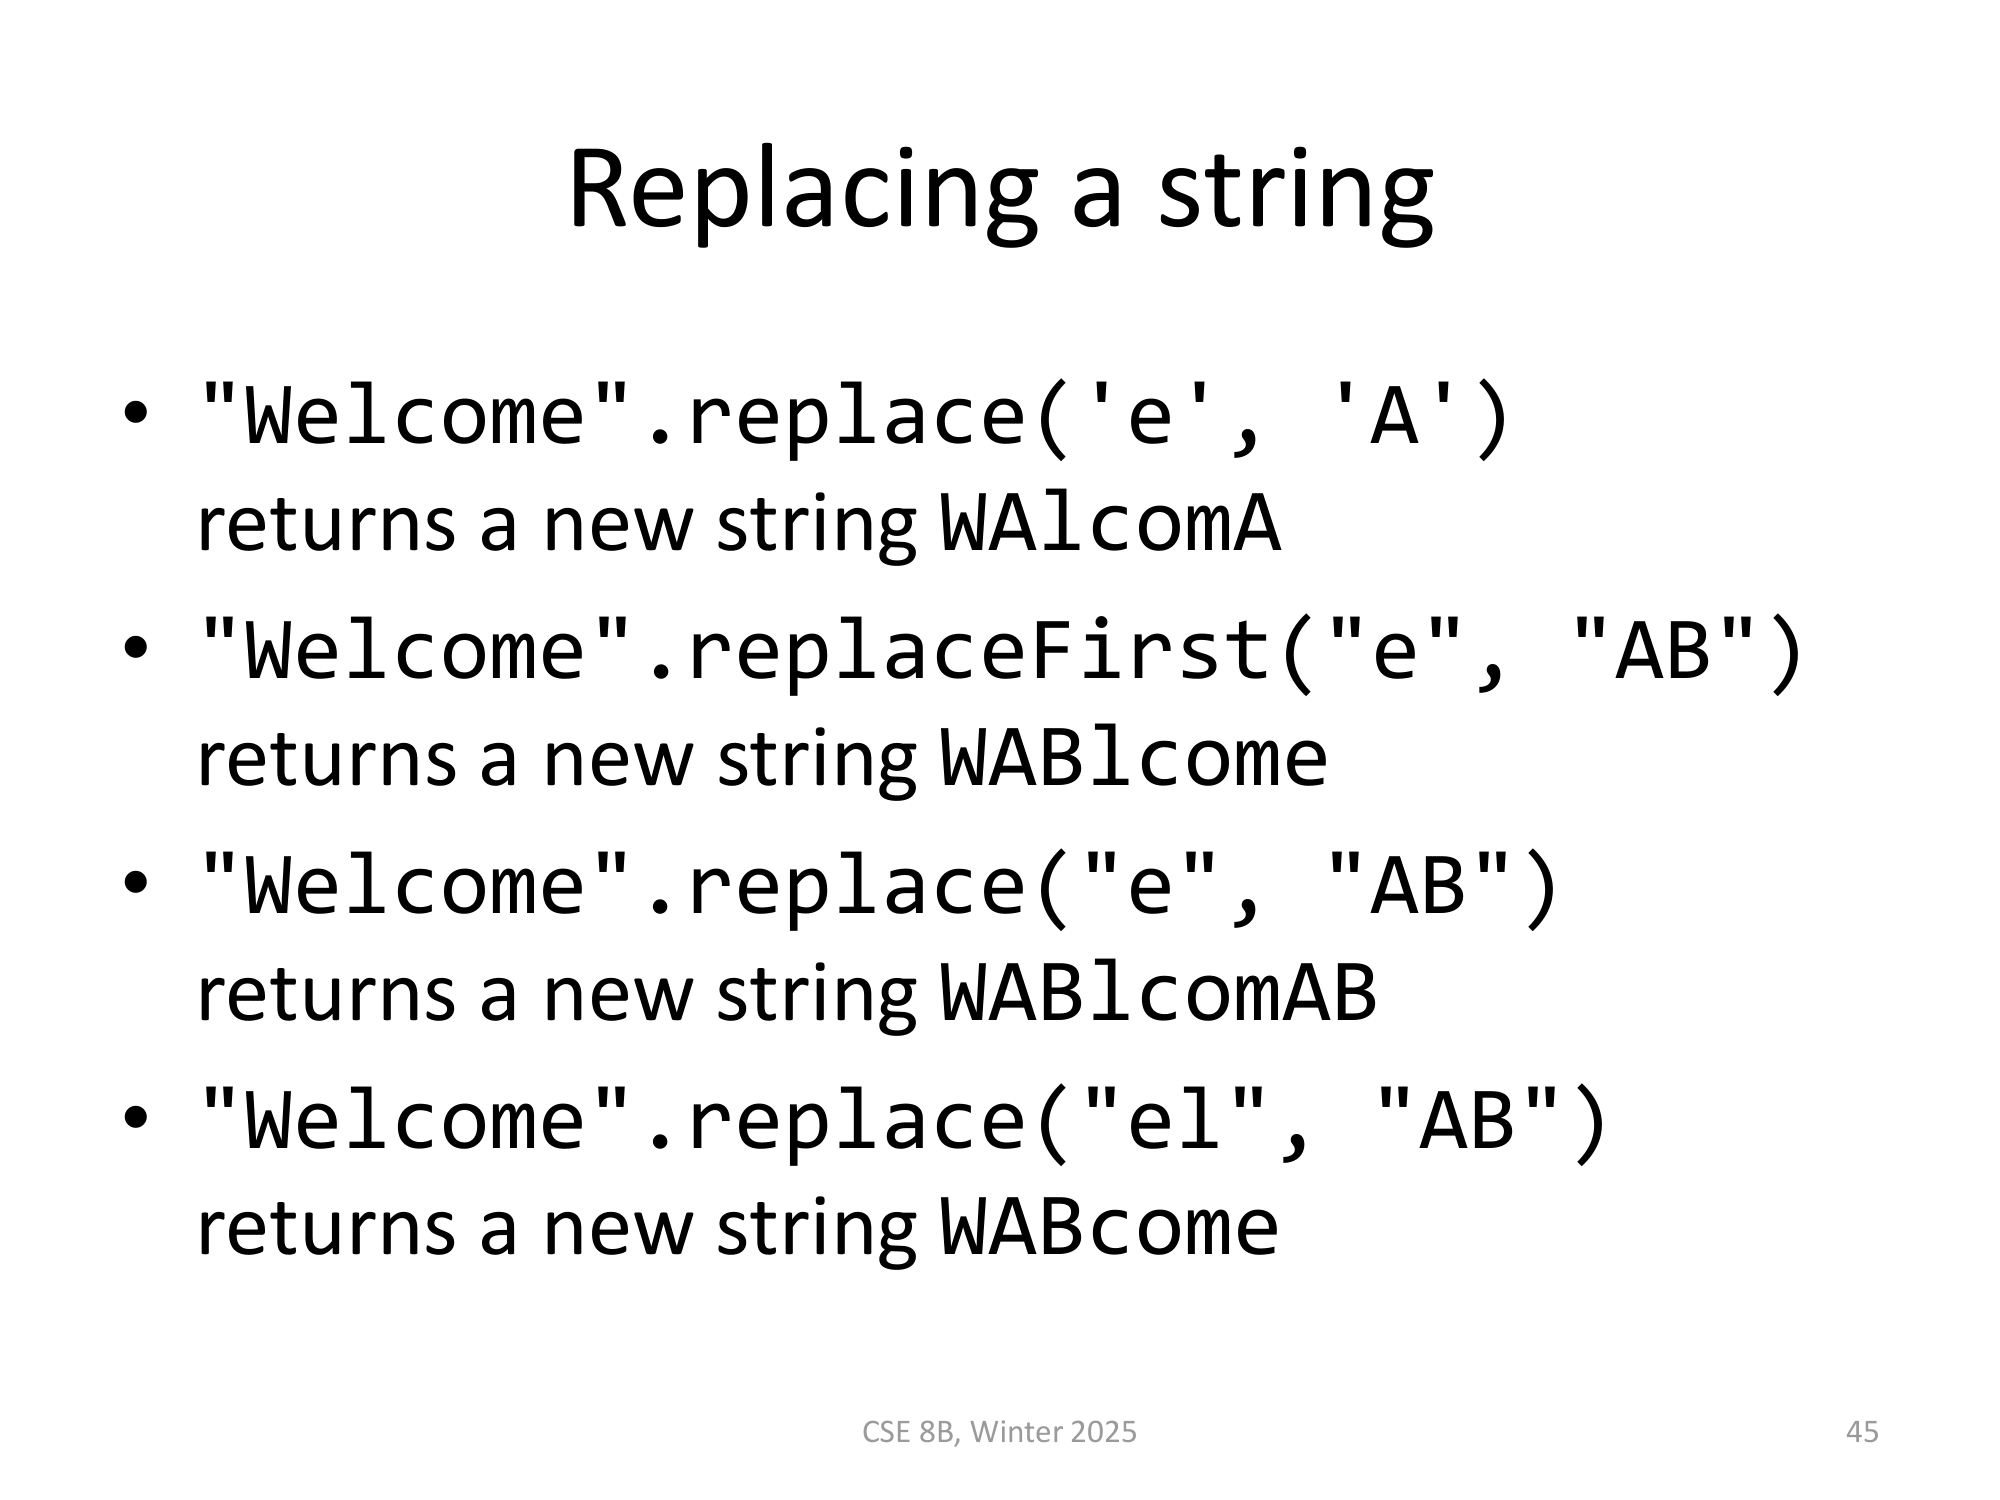 Replacing a string
• "Welcome".replace('e', 'A')
returns a new string WAlcomA
• "Welcome".replaceFirst("e", "AB")
returns a new string WABlcome
• "Welcome".replace("e", "AB")
returns a new string WABlcomAB
• "Welcome".replace("el", "AB")
returns a new string WABcome
CSE 8B, Winter 2025
45